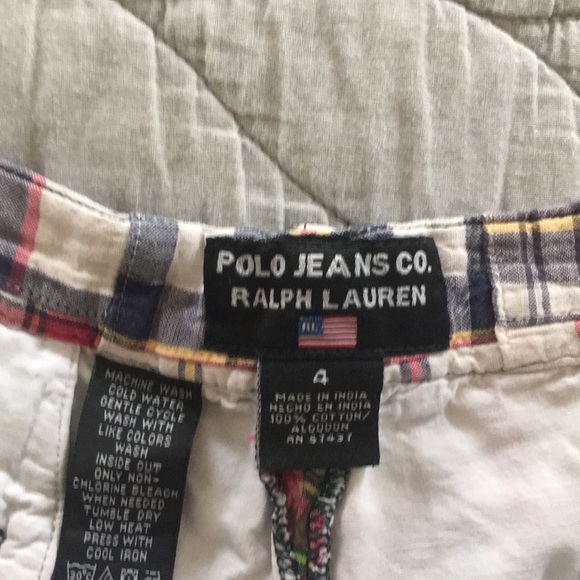 POLO JEANS CO.
RALPH LAUREN
4
MADE IN INDIA
HECHO EN INDIA
100% COTTON/
ALGODON
RN 67437
MACHINE WASH
COLD WATER
GENTLE CYCLE
WASH WITH
LIKE COLORS
WASH
INSIDE OUT
ONLY NON-
CHLORINE BLEACH
WHEN NEEDED
TUMBLE DRY
LOW HEAT
PRESS WITH
COOL IRON
30°C